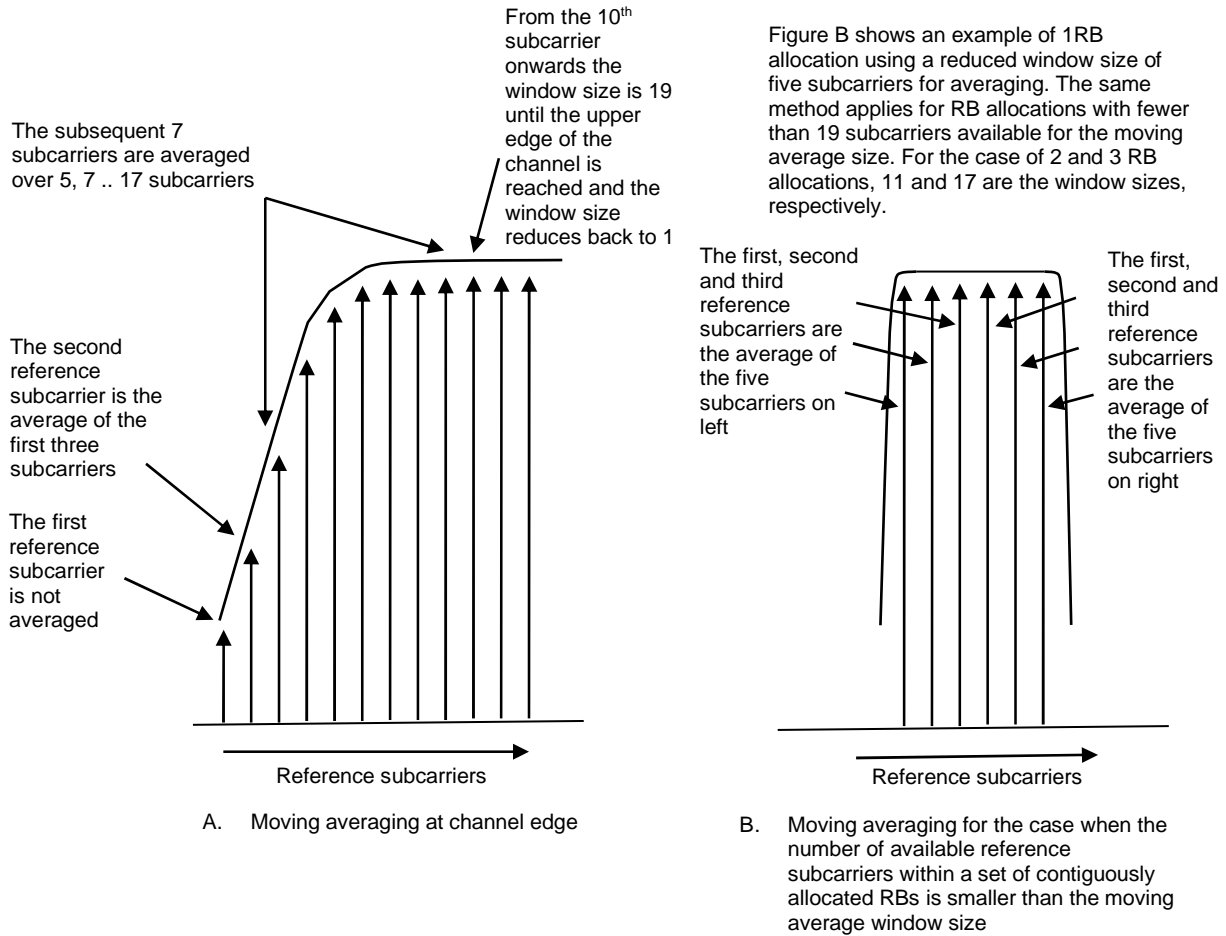 From the 10th
subcarrier
onwards the
window size is 19
until the upper
edge of the
channel is
reached and the
window size
reduces back to 1
The subsequent 7
subcarriers are averaged
over 5, 7 .. 17 subcarriers
The second
reference
subcarrier is the
average of the
first three
subcarriers
The first
reference
subcarrier
is not
averaged
Reference subcarriers
A. Moving averaging at channel edge
Figure B shows an example of 1RB
allocation using a reduced window size of
five subcarriers for averaging. The same
method applies for RB allocations with fewer
than 19 subcarriers available for the moving
average size. For the case of 2 and 3 RB
allocations, 11 and 17 are the window sizes,
respectively.
The first, second
and third
reference
subcarriers are
the average of
the five
subcarriers on
left
The first,
second and
third
reference
subcarriers
are the
average of
the five
subcarriers
on right
Reference subcarriers
B. Moving averaging for the case when the
number of available reference
subcarriers within a set of contiguously
allocated RBs is smaller than the moving
average window size